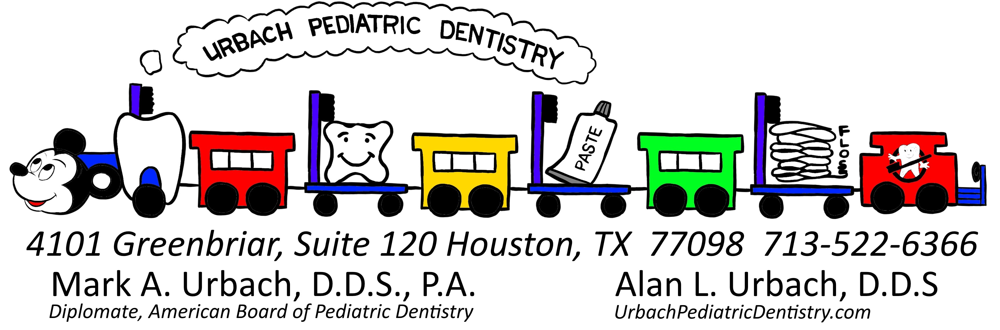 URBACH PEDIATRIC DENTISTRY
PASTE
FLOSS
4101 Greenbriar, Suite 120 Houston, TX 77098 713-522-6366
Mark A. Urbach, D.D.S., P.A.
Alan L. Urbach, D.D.S
Diplomate, American Board of Pediatric Dentistry
UrbachPediatricDentistry.com